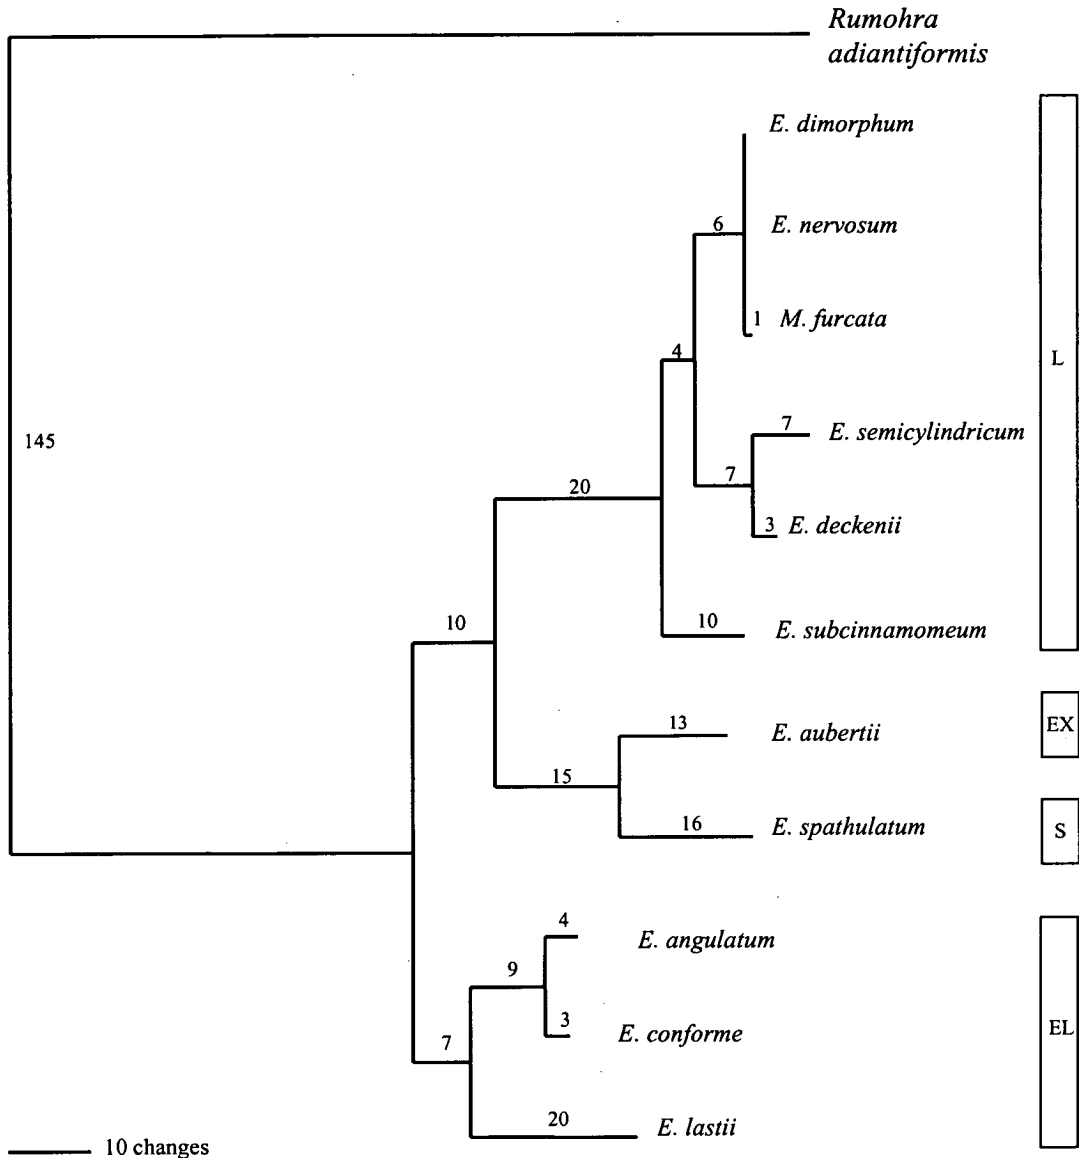 Rumohra
adiantiformis
E. dimorphum
6
E. nervosum
1 M. furcata
4
L
145
7 E. semicylindricum
7
20
3 E. deckenii
10
10 E. subcinnamomeum
13 E. aubertii
EX
15
16 E. spathulatum
S
4 E. angulatum
9
3 E. conforme
7
EL
20 E. lastii
10 changes